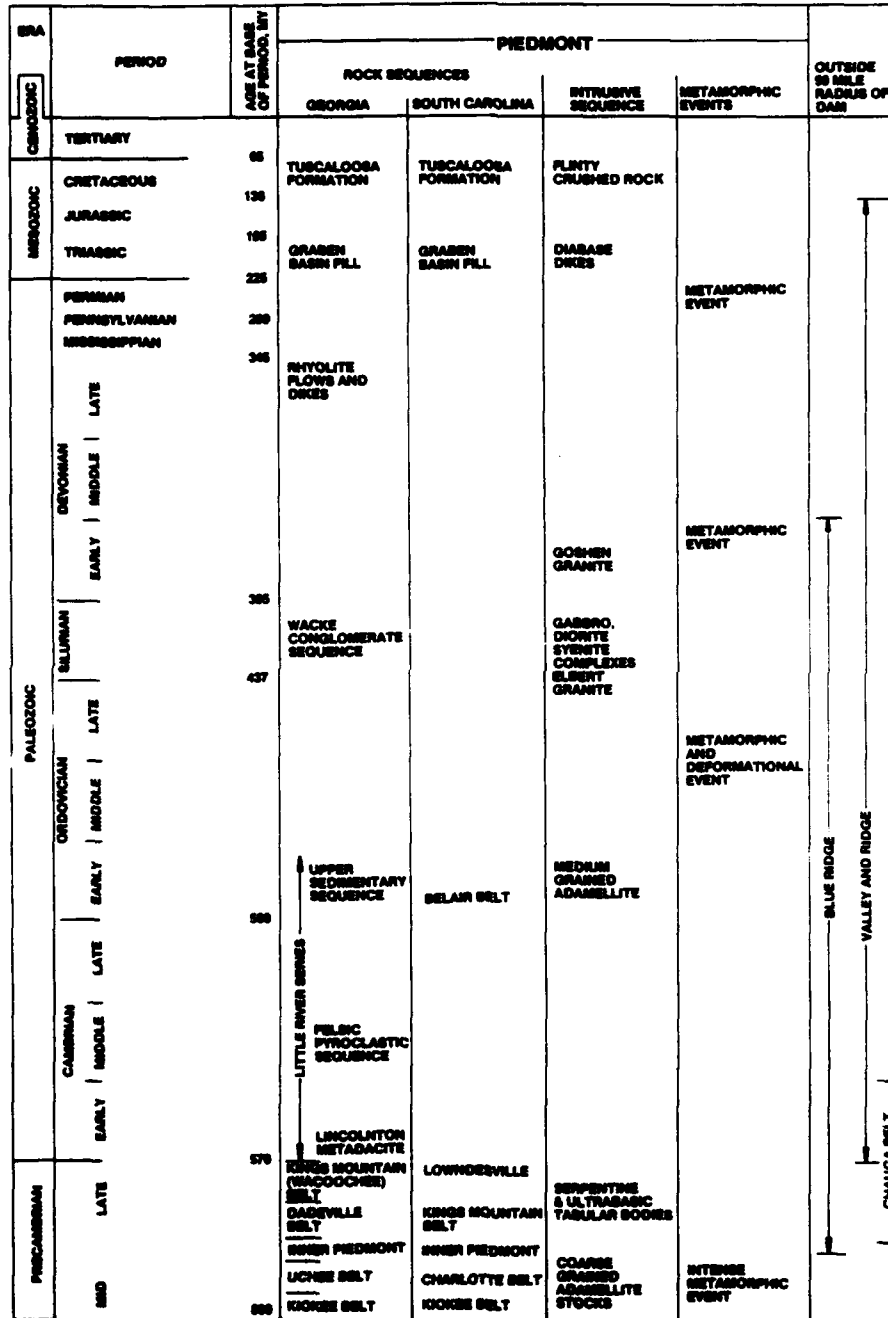 ERA
PERIOD
AGE AT BASE
OF PERIOD, MY
PIEDMONT
ROCK SEQUENCES
GEORGIA
SOUTH CAROLINA
INTRUSIVE
SEQUENCE
METAMORPHIC
EVENTS
OUTSIDE
MILE
RADIUS OF
DAM
CENOZOIC
TERTIARY
65
MESOZOIC
CRETACEOUS
TUSCALOOSA
FORMATION
TUSCALOOSA
FORMATION
FLINTY
CRUSHED ROCK
136
JURASSIC
195
TRIASSIC
GRABEN
BASIN FILL
GRABEN
BASIN FILL
DIABASE
DIKES
225
PALEOZOIC
PERMIAN
METAMORPHIC
EVENT
PENNSYLVANIAN
280
MISSISSIPPIAN
345
RHYOLITE
FLOWS AND
DIKES
DEVONIAN
LATE
MIDDLE
EARLY
METAMORPHIC
EVENT
GOSHEN
GRANITE
395
SILURIAN
WACKE
CONGLOMERATE
SEQUENCE
GABBRO,
DIORITE
SYENITE
COMPLEXES
ELBERT
GRANITE
437
ORDOVICIAN
LATE
MIDDLE
EARLY
METAMORPHIC
AND
DEFORMATIONAL
EVENT
UPPER
SEDIMENTARY
SEQUENCE
BELAIR BELT
MEDIUM
GRAINED
ADAMELLITE
BLUE RIDGE
VALLEY AND RIDGE
CAMBRIAN
LATE
MIDDLE
EARLY
LITTLE RIVER SERIES
FELSIC
PYROCLASTIC
SEQUENCE
LINCOLNTON
METADACITE
570
CHAUGA BELT
PRECAMBRIAN
LATE
MID
KINGS MOUNTAIN
(WACOOCHEE)
BELT
LOWNDESVILLE
SERPENTINE
& ULTRABASIC
TABULAR BODIES
DADEVILLE
BELT
KINGS MOUNTAIN
BELT
INNER PIEDMONT
INNER PIEDMONT
UCHEE BELT
CHARLOTTE BELT
COARSE
GRAINED
ADAMELLITE
STOCKS
INTENSE
METAMORPHIC
EVENT
KIOKEE BELT
KIOKEE BELT